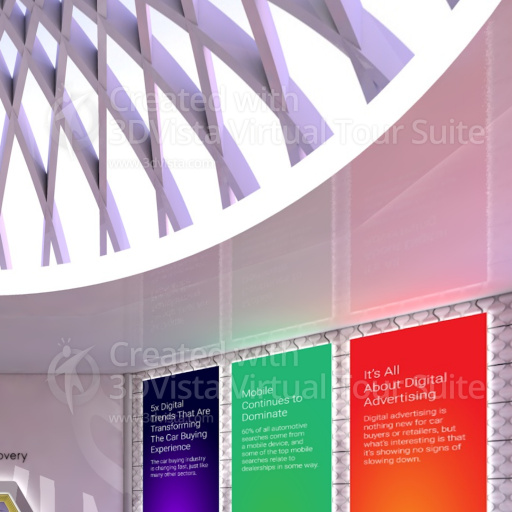 Created with
3DVista Virtual Tour Suite
www.3dvista.com
Created with
3DVista Virtual Tour Suite
www.3dvista.com
5x Digital
Trends That Are
Transforming
The Car Buying
Experience
The car buying industry
is changing fast, just like
many other sectors.
Mobile
Continues to
Dominate
60% of all automotive
searches come from
a mobile device, and
some of the top mobile
searches relate to
dealerships in some way.
It's All
About Digital
Advertising
Digital advertising is
nothing new for car
buyers or retailers, but
what's interesting is that
it's showing no signs of
slowing down.
overy